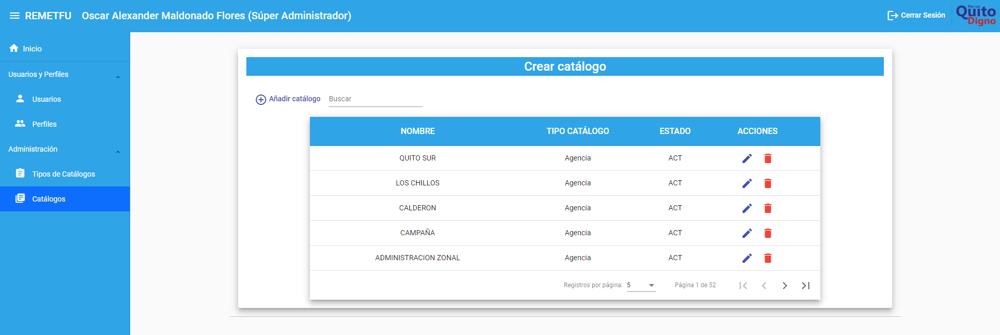 REMETFU Oscar Alexander Maldonado Flores (Súper Administrador)
Cerrar Sesión
Por un
Quito
Digno
Inicio
Usuarios y Perfiles
Usuarios
Perfiles
Administración
Tipos de Catálogos
Catálogos
Crear catálogo
Añadir catálogo Buscar
NOMBRE TIPO CATÁLOGO ESTADO ACCIONES
QUITO SUR Agencia ACT
LOS CHILLOS Agencia ACT
CALDERON Agencia ACT
CAMPAÑA Agencia ACT
ADMINISTRACION ZONAL Agencia ACT
Registros por página: 5 Página 1 de 52